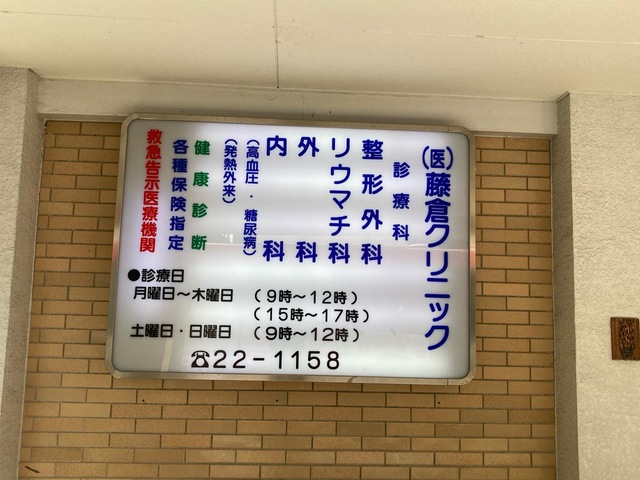 (医)藤倉クリニック
診療科
整形外科
リウマチ科
外科
内科
(高血圧・糖尿病)
(発熱外来)
健康診断
各種保険指定
救急告示医療機関
●診療日
月曜日～木曜日 (9時～12時)
(15時～17時)
土曜日・日曜日 (9時～12時)
☎22-1158